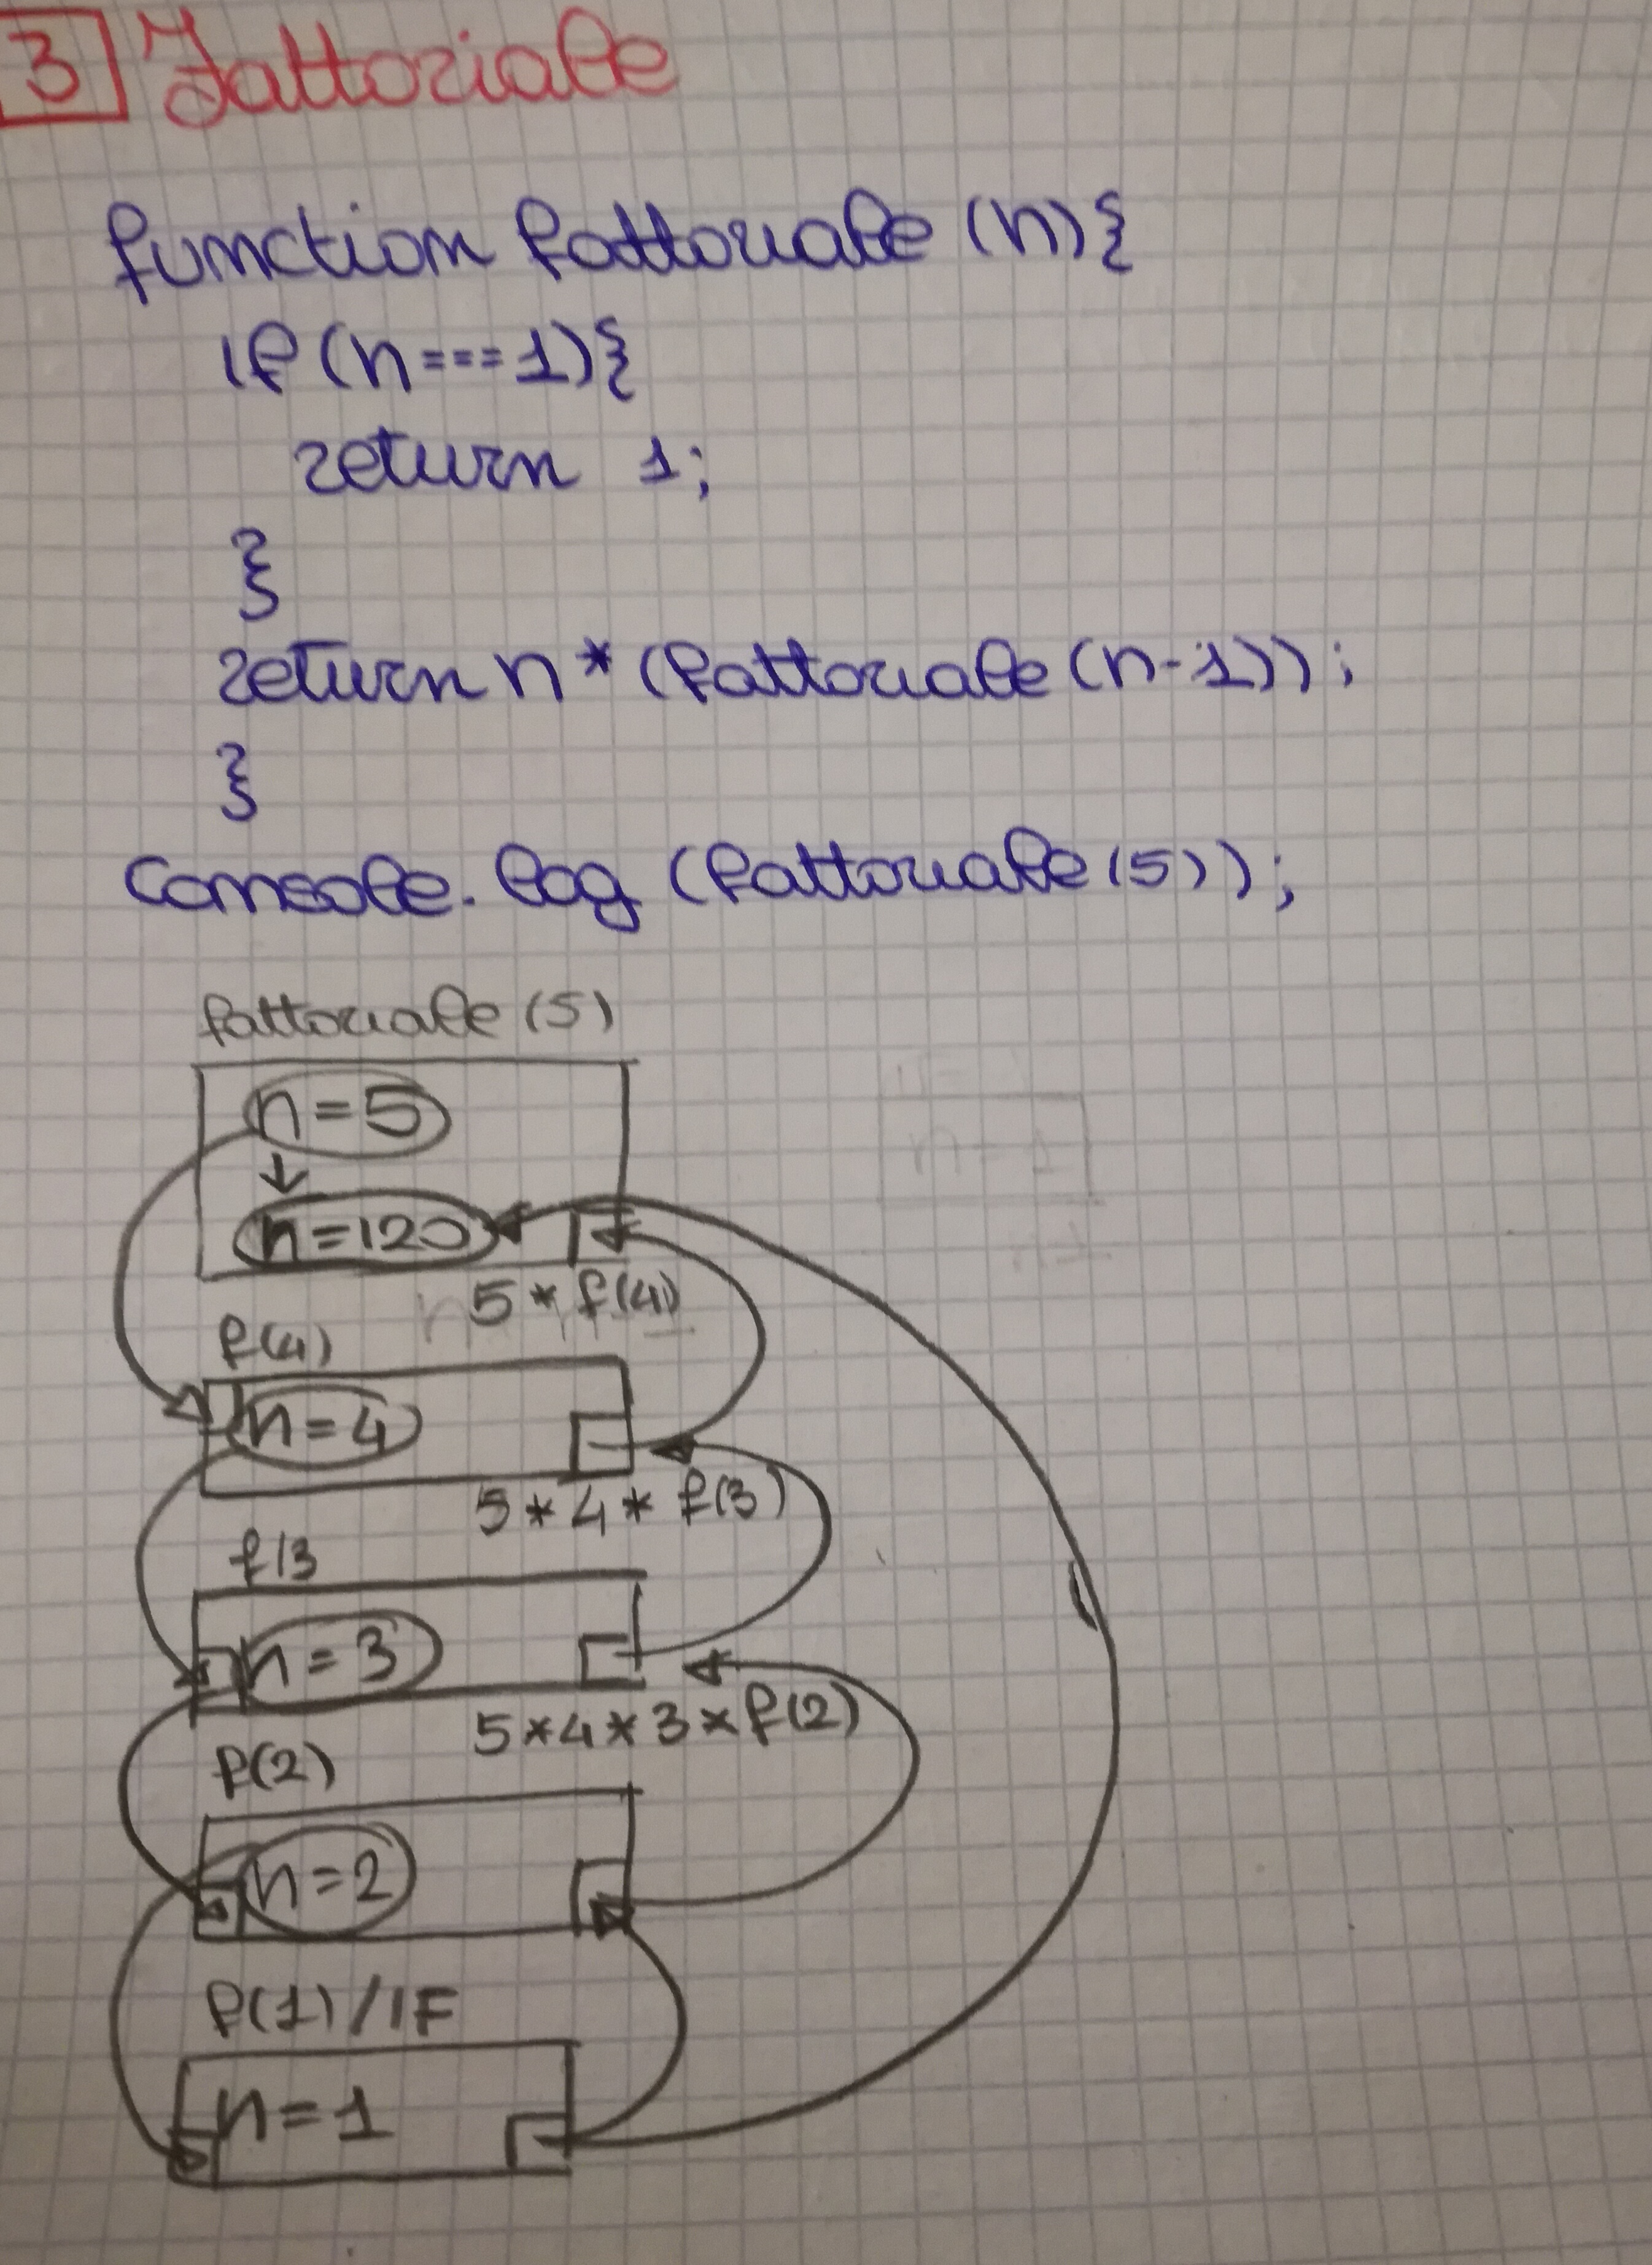 3 Fattoriale
function fattoriale (n){
if (n===1){
return 1;
}
return n * (fattoriale (n-1));
}
console.log (fattoriale (5));
fattoriale (5)
n=5
n=120
5 * f(4)
f(4)
n=4
5 * 4 * f(3)
f(3
n=3
5*4*3*f(2)
f(2)
n=2
f(1)/IF
n=1